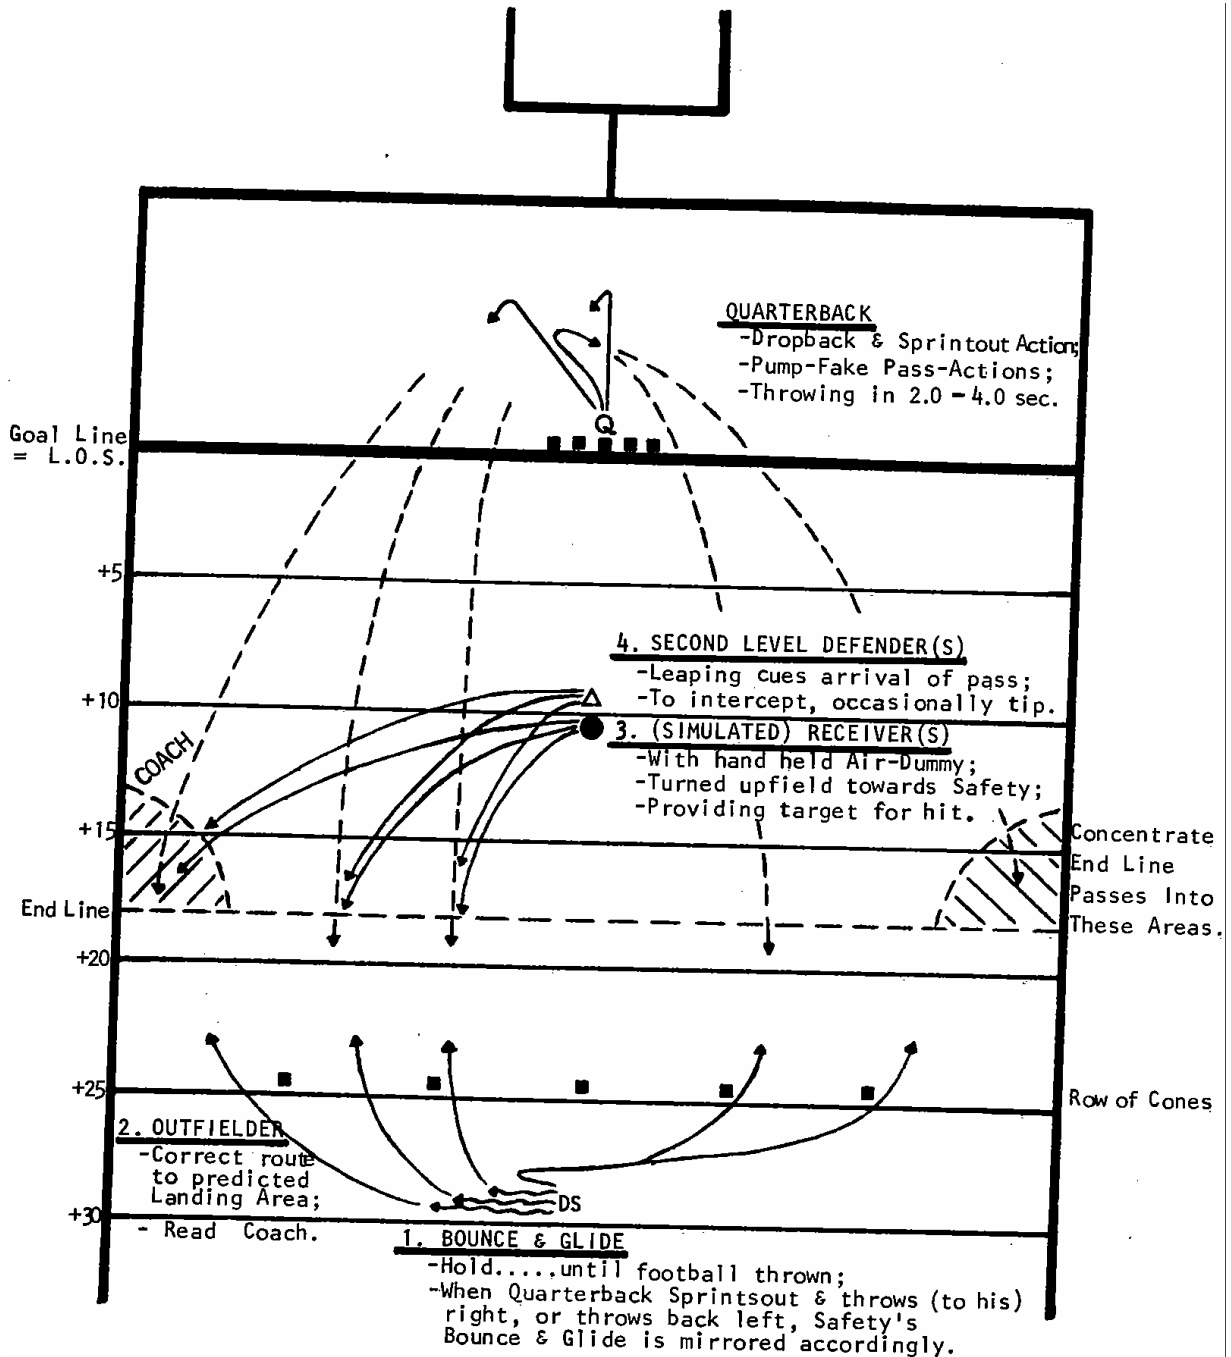 QUARTERBACK
-Dropback & Sprintout Action;
-Pump-Fake Pass-Actions;
-Throwing in 2.0 - 4.0 sec.
Q
Goal Line
= L.O.S.
+5
4. SECOND LEVEL DEFENDER(S)
-Leaping cues arrival of pass;
-To intercept, occasionally tip.
+10
3. (SIMULATED) RECEIVER(S)
-With hand held Air-Dummy;
-Turned upfield towards Safety;
-Providing target for hit.
COACH
+15
Concentrate
End Line
Passes Into
These Areas.
End Line
+20
+25
Row of Cones
2. OUTFIELDER
-Correct route
to predicted
Landing Area;
- Read Coach.
DS
+30
1. BOUNCE & GLIDE
-Hold.....until football thrown;
-When Quarterback Sprintsout & throws (to his)
right, or throws back left, Safety's
Bounce & Glide is mirrored accordingly.